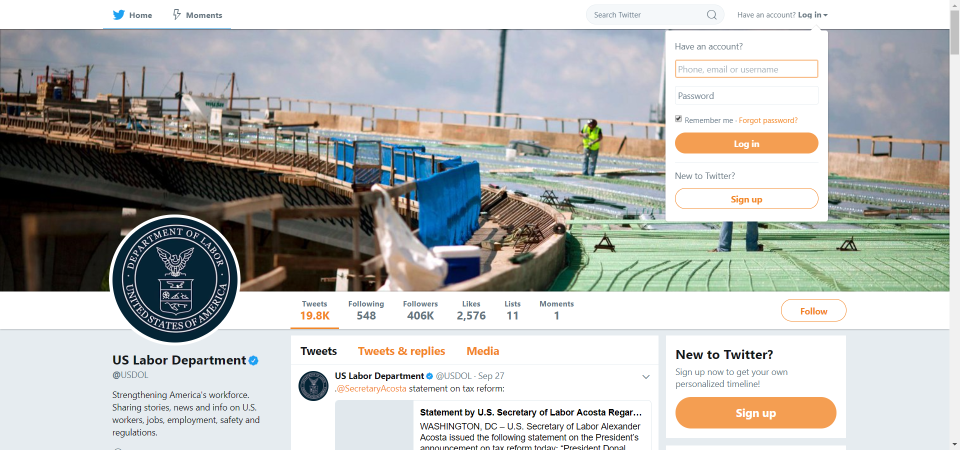 Home
Moments
Search Twitter
Have an account? Log in
Have an account?
Phone, email or username
Password
Remember me · Forgot password?
Log in
New to Twitter?
Sign up
DEPARTMENT OF LABOR
UNITED STATES OF AMERICA
Tweets
19.8K
Following
548
Followers
406K
Likes
2,576
Lists
11
Moments
1
Follow
US Labor Department
@USDOL
Strengthening America's workforce.
Sharing stories, news and info on U.S.
workers, jobs, employment, safety and
regulations.
Tweets
Tweets & replies
Media
US Labor Department @USDOL · Sep 27
.@SecretaryAcosta statement on tax reform:
Statement by U.S. Secretary of Labor Acosta Regar...
WASHINGTON, DC – U.S. Secretary of Labor Alexander
Acosta issued the following statement on the President's
announcement on tax reform today: “President Donal
New to Twitter?
Sign up now to get your own
personalized timeline!
Sign up